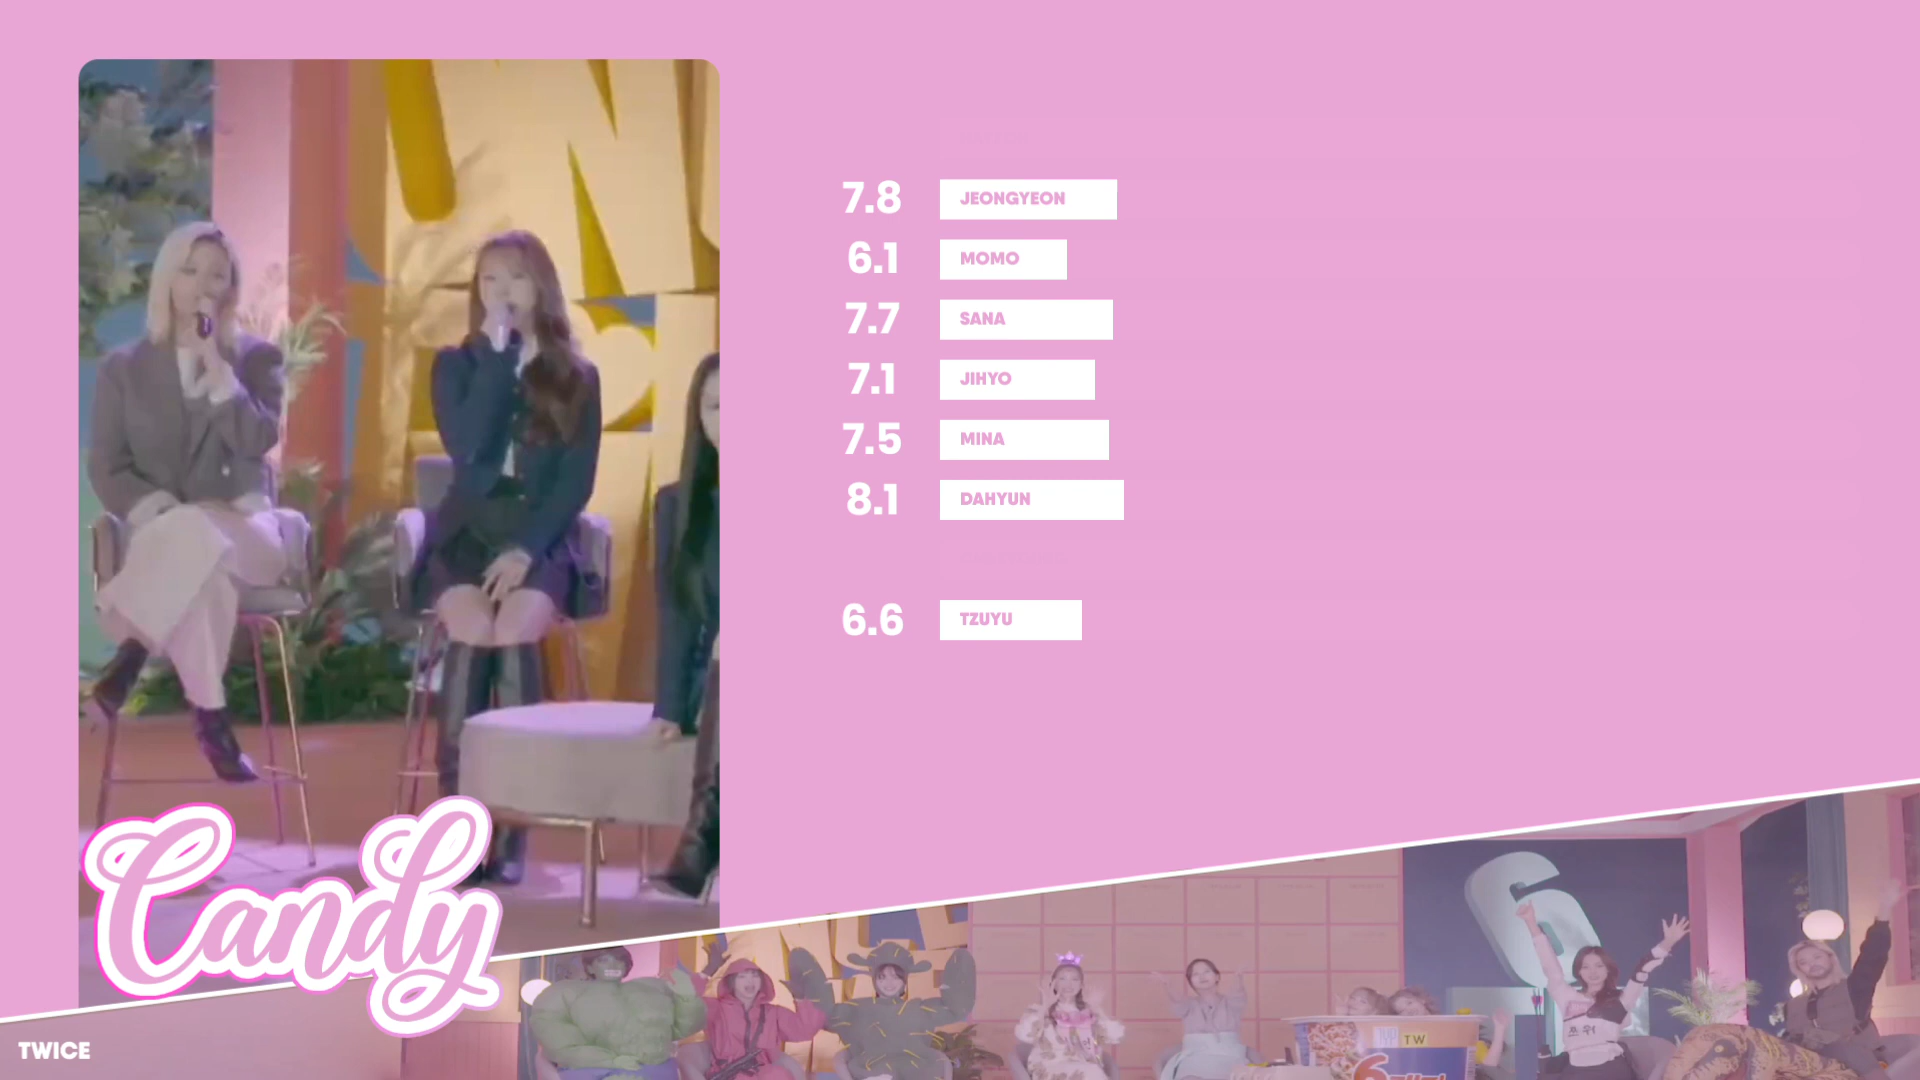 7.8 JEONGYEON
6.1 MOMO
7.7 SANA
7.1 JIHYO
7.5 MINA
8.1 DAHYUN
6.6 TZUYU
Candy
TWICE
TW